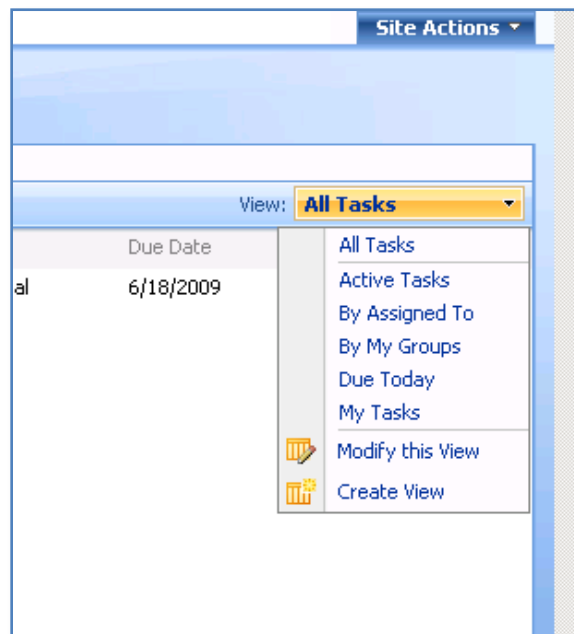 Site Actions
View: All Tasks
Due Date
al 6/18/2009
All Tasks
Active Tasks
By Assigned To
By My Groups
Due Today
My Tasks
Modify this View
Create View